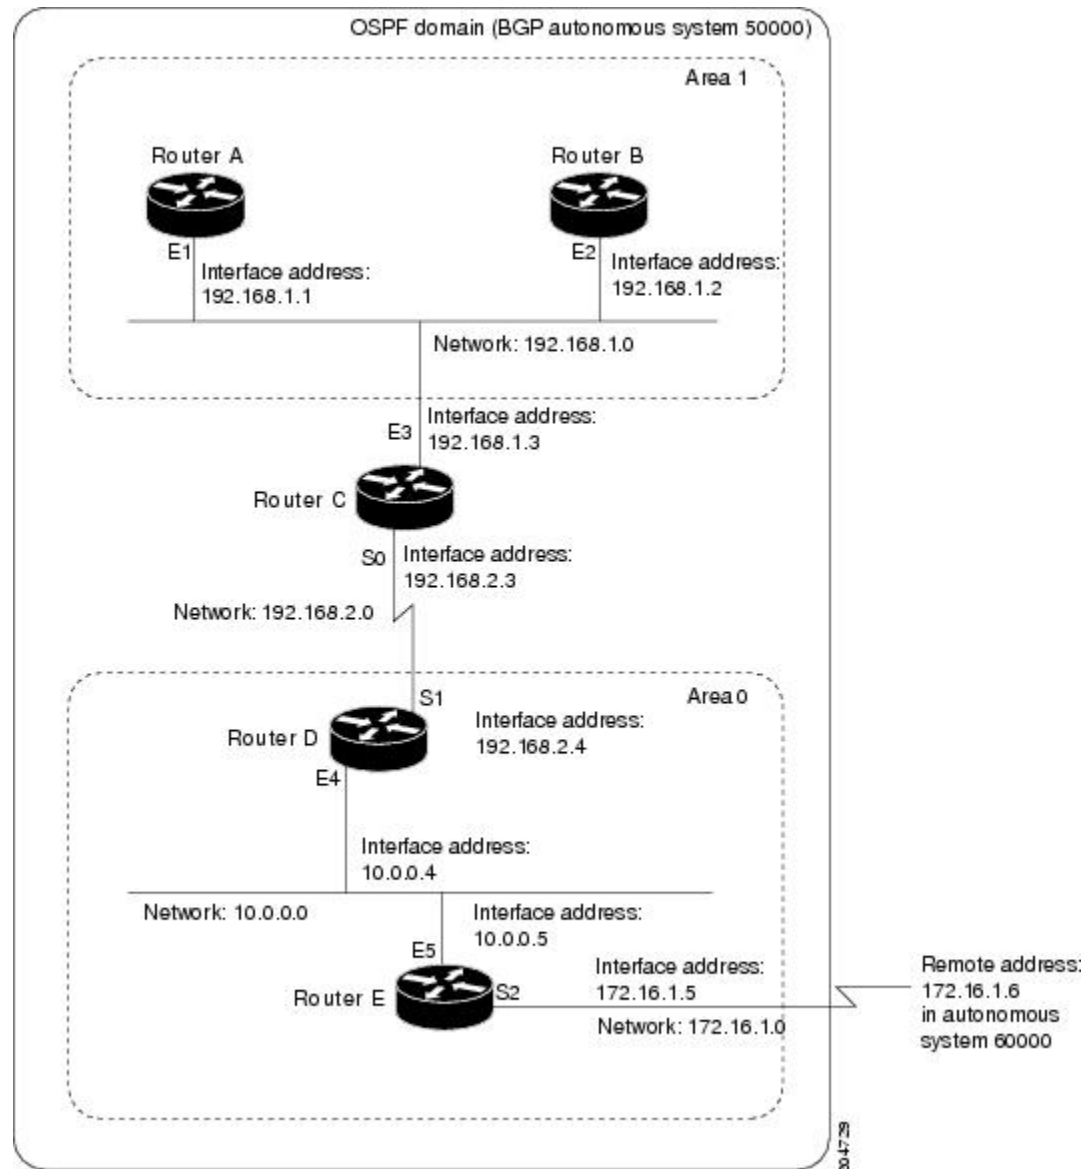 OSPF domain (BGP autonomous system 50000)
Area 1
Router A
Router B
E1
Interface address:
192.168.1.1
E2
Interface address:
192.168.1.2
Network: 192.168.1.0
E3
Interface address:
192.168.1.3
Router C
S0
Interface address:
192.168.2.3
Network: 192.168.2.0
Area 0
S1
Router D
Interface address:
192.168.2.4
E4
Interface address:
10.0.0.4
Network: 10.0.0.0
Interface address:
10.0.0.5
E5
Router E
S2
Interface address:
172.16.1.5
Network: 172.16.1.0
Remote address:
172.16.1.6
in autonomous
system 60000
204729